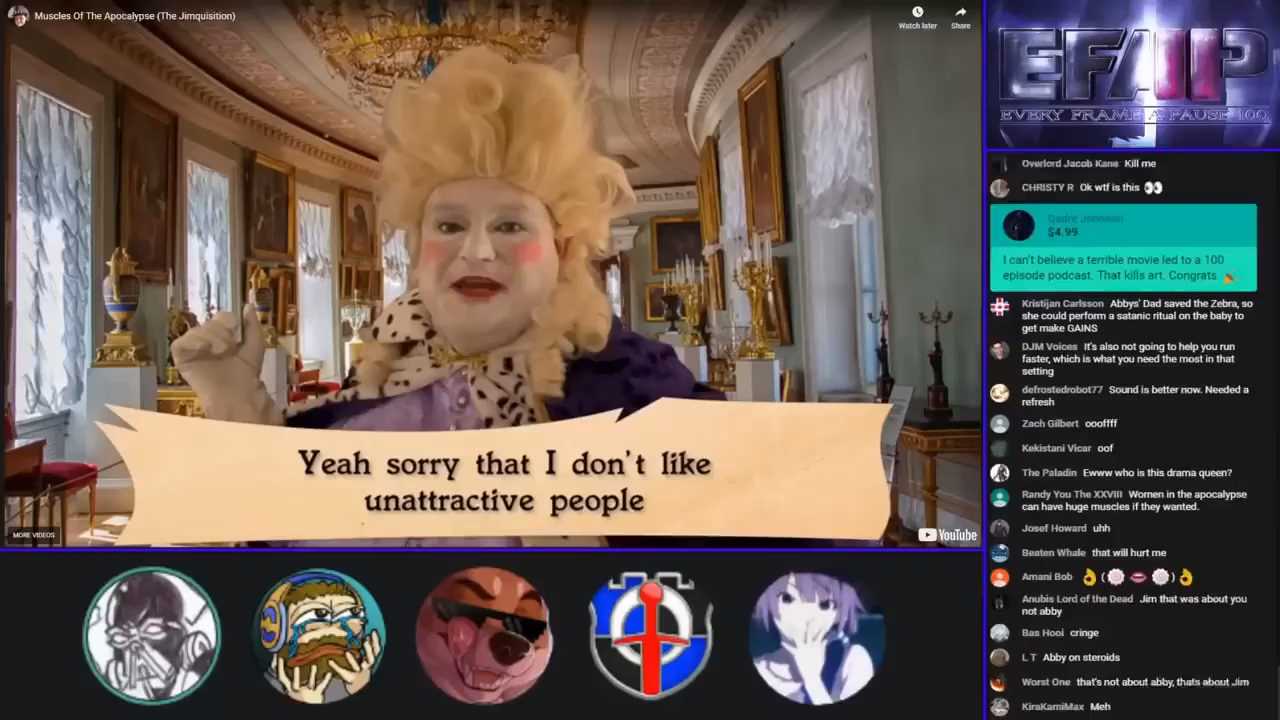 Muscles Of The Apocalypse (The Jimquisition)
Watch later
Share
Yeah sorry that I don't like
unattractive people
MORE VIDEOS
YouTube
EFAP
EVERY FRAME A PAUSE 100
Overlord Jacob Kane Kill me
CHRISTY R Ok wtf is this 👀
Qadre Johnson
$4.99
I can't believe a terrible movie led to a 100
episode podcast. That kills art. Congrats 🎉
Kristijan Carlsson Abbys' Dad saved the Zebra, so
she could perform a satanic ritual on the baby to
get make GAINS
DJM Voices It's also not going to help you run
faster, which is what you need the most in that
setting
defrostedrobot77 Sound is better now. Needed a
refresh
Zach Gilbert oooffff
Kekistani Vicar oof
The Paladin Ewww who is this drama queen?
Randy You The XXVIII Women in the apocalypse
can have huge muscles if they wanted.
Josef Howard uhh
Beaten Whale that will hurt me
Amani Bob 👌(💮👄💮)👌
Anubis Lord of the Dead Jim that was about you
not abby
Bas Hooi cringe
L T Abby on steroids
Worst One that's not about abby, thats about Jim
KiraKamiMax Meh